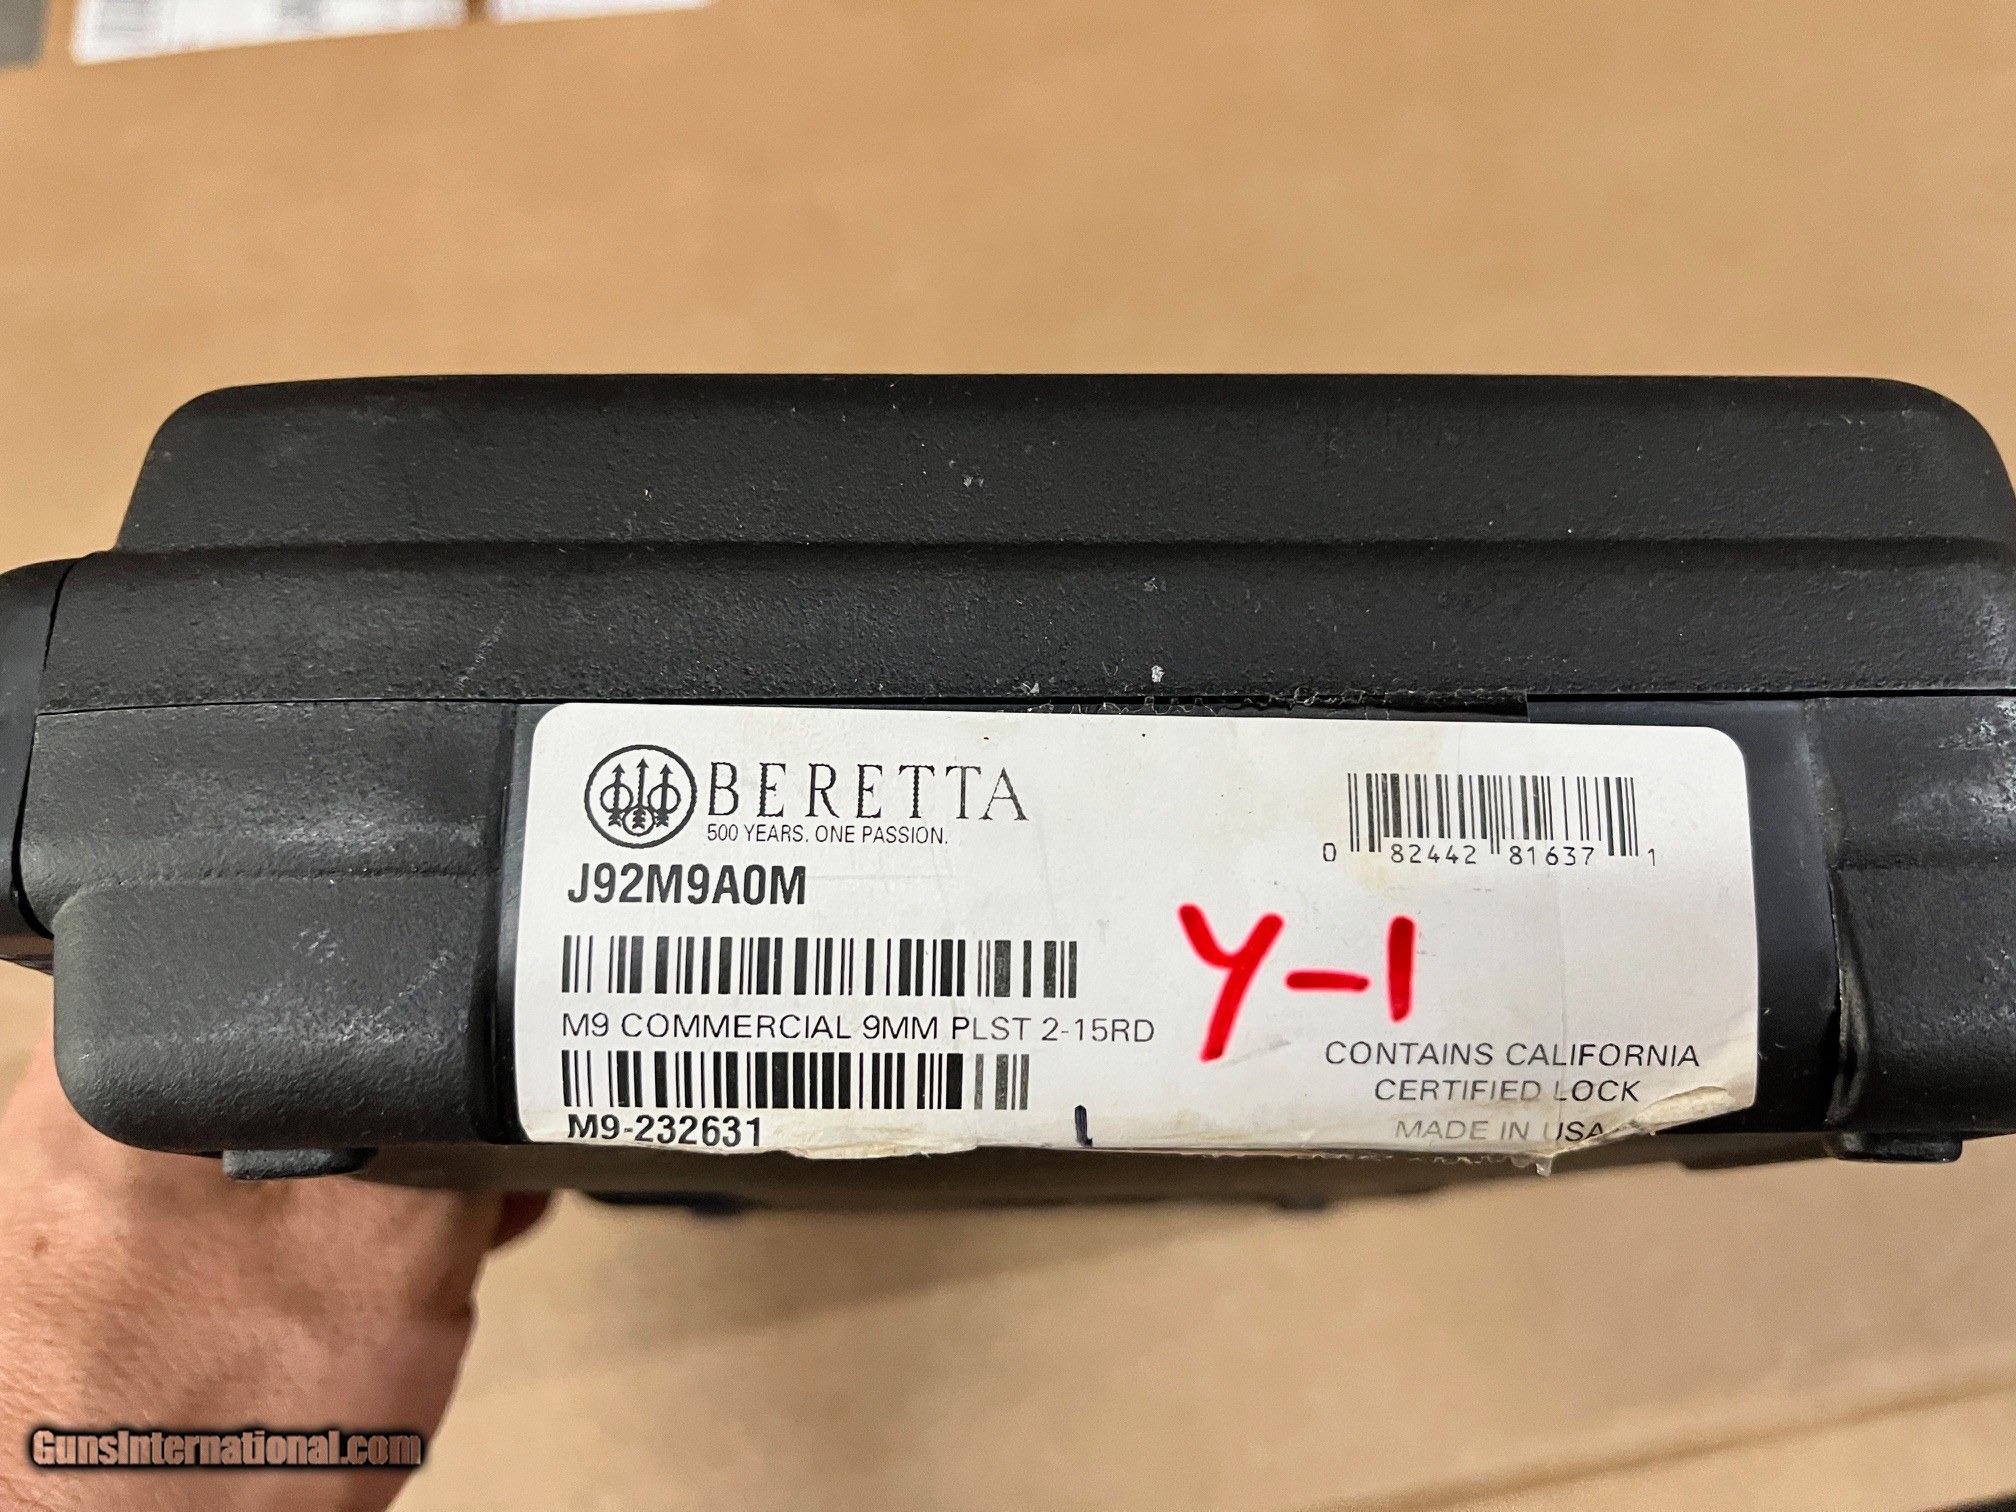 BERETTA
500 YEARS. ONE PASSION.
0 82442 81637 1
J92M9A0M
Y-1
M9 COMMERCIAL 9MM PLST 2-15RD
CONTAINS CALIFORNIA
CERTIFIED LOCK
M9-232631
MADE IN USA
GunsInternational.com